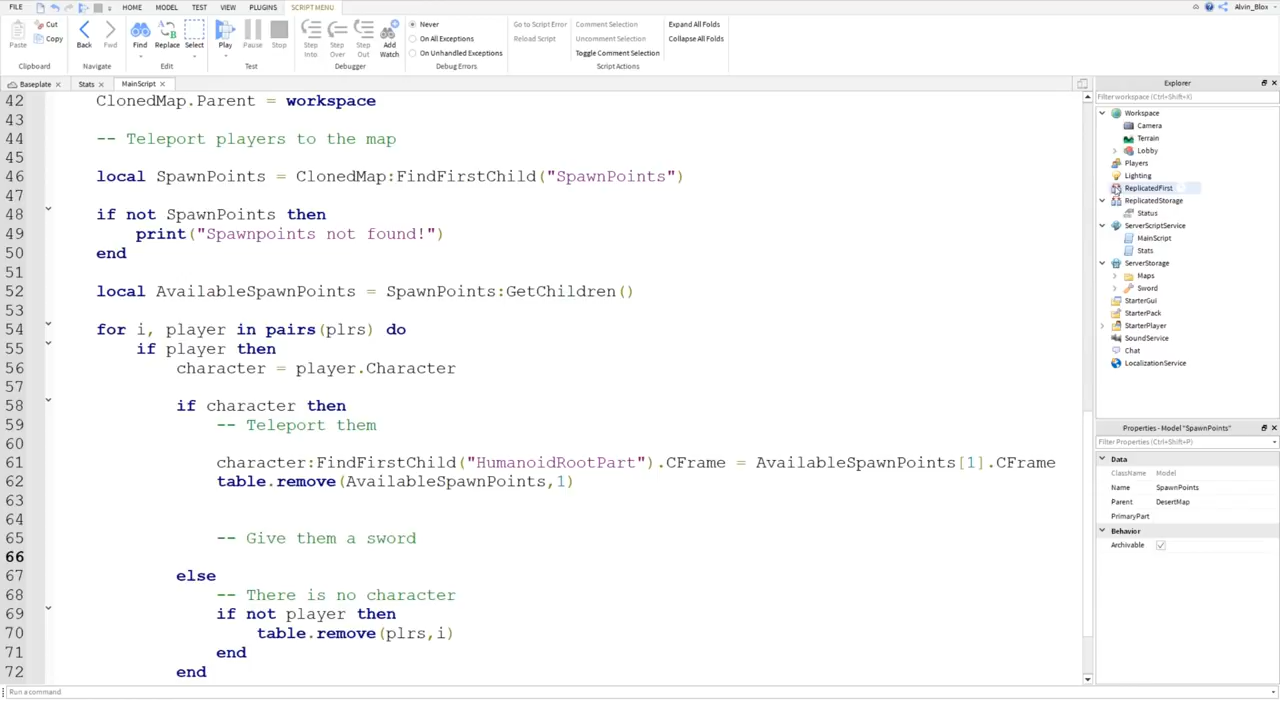 FILE HOME MODEL TEST VIEW PLUGINS SCRIPT MENU Alvin_Blox
Cut
Copy
Paste
Clipboard
Back Fwd
Navigate
Find Replace Select
Edit
Play Pause Stop
Test
Step Into Step Over Step Out Add Watch
Debugger
Never
On All Exceptions
On Unhandled Exceptions
Debug Errors
Go to Script Error
Reload Script
Comment Selection
Uncomment Selection
Toggle Comment Selection
Expand All Folds
Collapse All Folds
Script Actions
Baseplate Stats MainScript
42 ClonedMap.Parent = workspace
43
44 -- Teleport players to the map
45
46 local SpawnPoints = ClonedMap:FindFirstChild("SpawnPoints")
47
48 if not SpawnPoints then
49 print("Spawnpoints not found!")
50 end
51
52 local AvailableSpawnPoints = SpawnPoints:GetChildren()
53
54 for i, player in pairs(plrs) do
55 if player then
56 character = player.Character
57
58 if character then
59 -- Teleport them
60
61 character:FindFirstChild("HumanoidRootPart").CFrame = AvailableSpawnPoints[1].CFrame
62 table.remove(AvailableSpawnPoints,1)
63
64
65 -- Give them a sword
66
67 else
68 -- There is no character
69 if not player then
70 table.remove(plrs,i)
71 end
72 end
Explorer
Filter workspace (Ctrl+Shift+X)
Workspace
Camera
Terrain
Lobby
Players
Lighting
ReplicatedFirst
ReplicatedStorage
Status
ServerScriptService
MainScript
Stats
ServerStorage
Maps
Sword
StarterGui
StarterPack
StarterPlayer
SoundService
Chat
LocalizationService
Properties - Model "SpawnPoints"
Filter Properties (Ctrl+Shift+P)
Data
ClassName Model
Name SpawnPoints
Parent DesertMap
PrimaryPart
Behavior
Archivable
Run a command